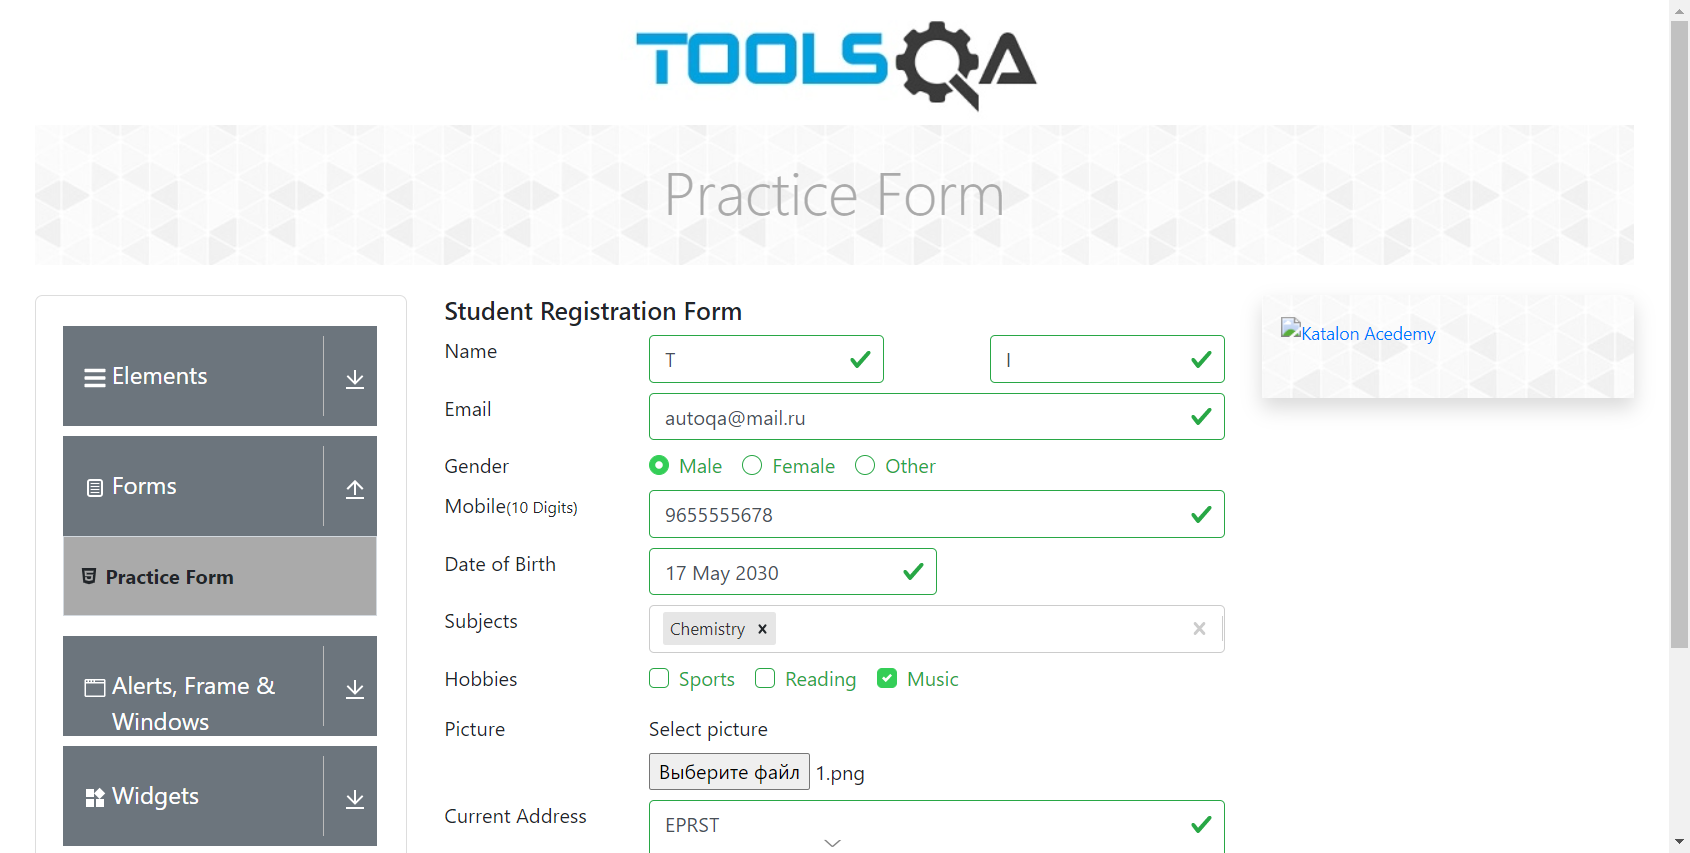 TOOLSQA
Practice Form
Elements
Forms
Practice Form
Alerts, Frame &
Windows
Widgets
Student Registration Form
Name T I
Email autoqa@mail.ru
Gender Male Female Other
Mobile(10 Digits) 9655555678
Date of Birth 17 May 2030
Subjects Chemistry
Hobbies Sports Reading Music
Picture Select picture
Выберите файл 1.png
Current Address EPRST
Katalon Acedemy